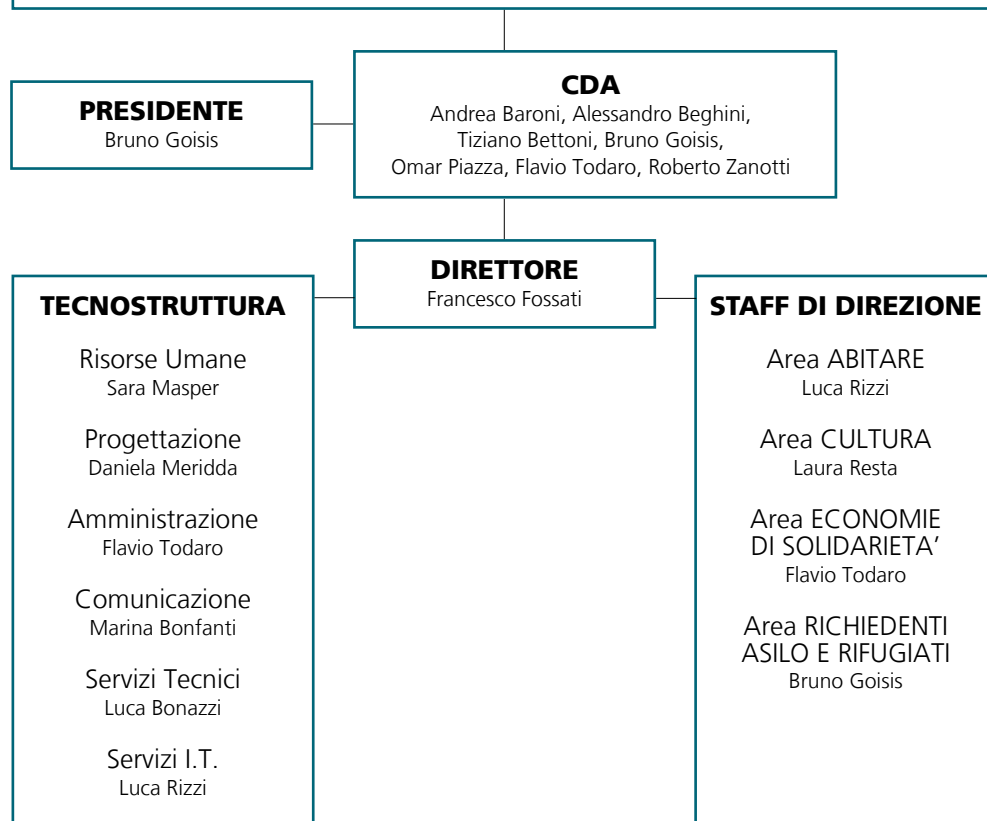 PRESIDENTE
Bruno Goisis
CDA
Andrea Baroni, Alessandro Beghini,
Tiziano Bettoni, Bruno Goisis,
Omar Piazza, Flavio Todaro, Roberto Zanotti
DIRETTORE
Francesco Fossati
TECNOSTRUTTURA
Risorse Umane
Sara Masper
Progettazione
Daniela Meridda
Amministrazione
Flavio Todaro
Comunicazione
Marina Bonfanti
Servizi Tecnici
Luca Bonazzi
Servizi I.T.
Luca Rizzi
STAFF DI DIREZIONE
Area ABITARE
Luca Rizzi
Area CULTURA
Laura Resta
Area ECONOMIE
DI SOLIDARIETA’
Flavio Todaro
Area RICHIEDENTI
ASILO E RIFUGIATI
Bruno Goisis